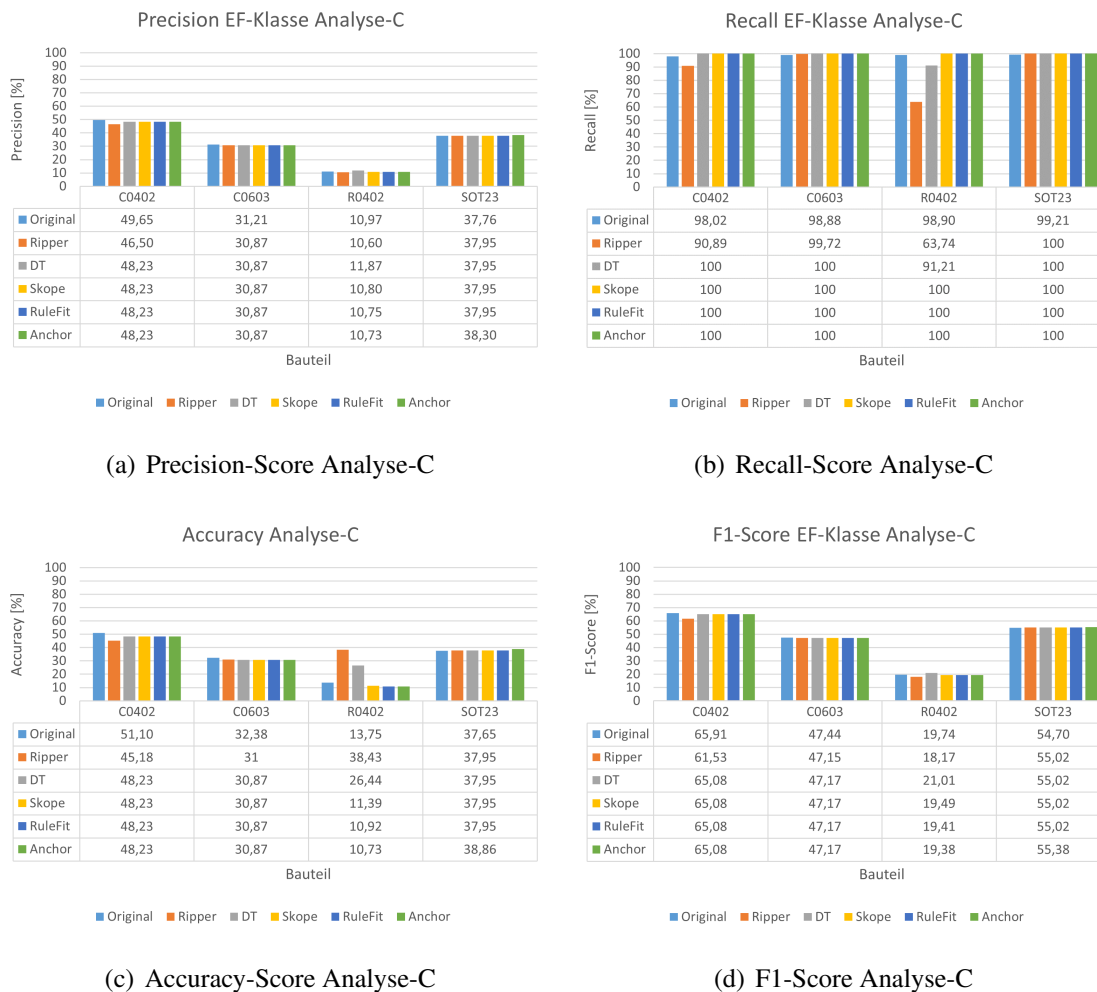 Precision EF-Klasse Analyse-C
Precision [%]
100
90
80
70
60
50
40
30
20
10
0
C0402 C0603 R0402 SOT23
Original 49,65 31,21 10,97 37,76
Ripper 46,50 30,87 10,60 37,95
DT 48,23 30,87 11,87 37,95
Skope 48,23 30,87 10,80 37,95
RuleFit 48,23 30,87 10,75 37,95
Anchor 48,23 30,87 10,73 38,30
Bauteil
Original Ripper DT Skope RuleFit Anchor
(a) Precision-Score Analyse-C
Recall EF-Klasse Analyse-C
Recall [%]
100
90
80
70
60
50
40
30
20
10
0
C0402 C0603 R0402 SOT23
Original 98,02 98,88 98,90 99,21
Ripper 90,89 99,72 63,74 100
DT 100 100 91,21 100
Skope 100 100 100 100
RuleFit 100 100 100 100
Anchor 100 100 100 100
Bauteil
Original Ripper DT Skope RuleFit Anchor
(b) Recall-Score Analyse-C
Accuracy Analyse-C
Accuracy [%]
100
90
80
70
60
50
40
30
20
10
0
C0402 C0603 R0402 SOT23
Original 51,10 32,38 13,75 37,65
Ripper 45,18 31 38,43 37,95
DT 48,23 30,87 26,44 37,95
Skope 48,23 30,87 11,39 37,95
RuleFit 48,23 30,87 10,92 37,95
Anchor 48,23 30,87 10,73 38,86
Bauteil
Original Ripper DT Skope RuleFit Anchor
(c) Accuracy-Score Analyse-C
F1-Score EF-Klasse Analyse-C
F1-Score [%]
100
90
80
70
60
50
40
30
20
10
0
C0402 C0603 R0402 SOT23
Original 65,91 47,44 19,74 54,70
Ripper 61,53 47,15 18,17 55,02
DT 65,08 47,17 21,01 55,02
Skope 65,08 47,17 19,49 55,02
RuleFit 65,08 47,17 19,41 55,02
Anchor 65,08 47,17 19,38 55,38
Bauteil
Original Ripper DT Skope RuleFit Anchor
(d) F1-Score Analyse-C